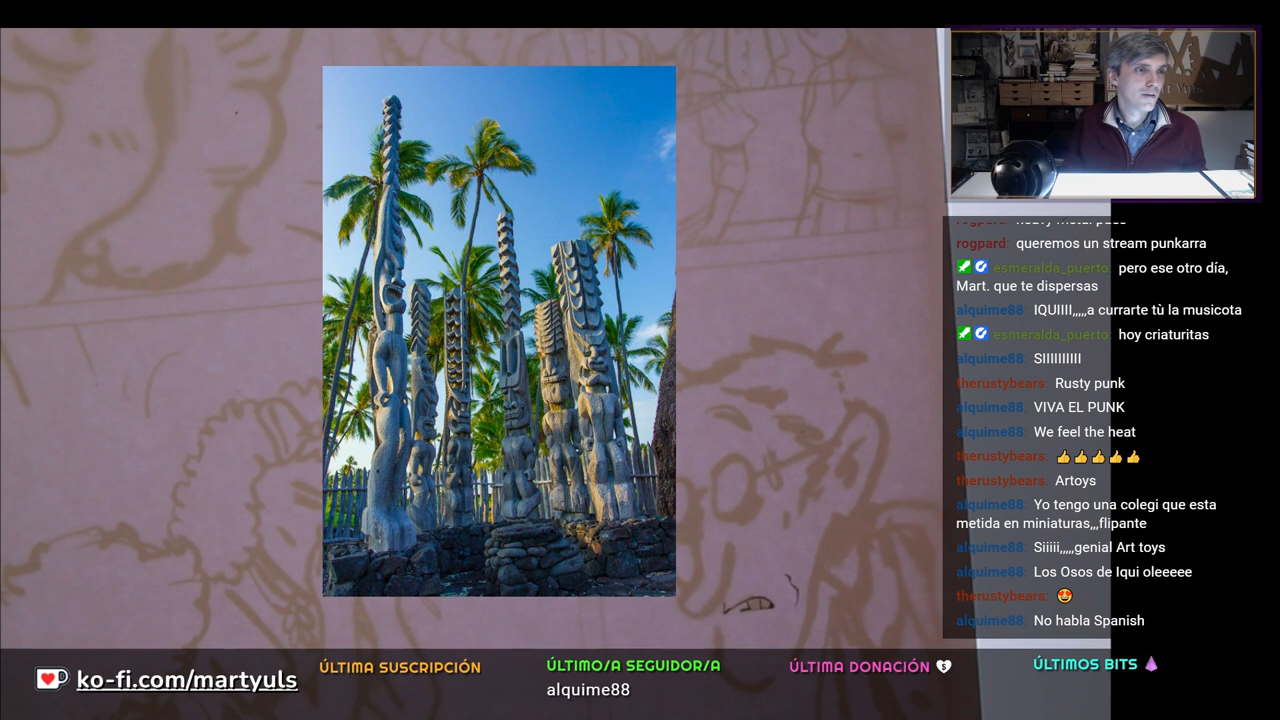 rogpard: queremos un stream punkarra
esmeralda_puerto: pero ese otro día,
Mart. que te dispersas
alquime88: IQUIIII,,,,,a currarte tù la musicota
esmeralda_puerto: hoy criaturitas
alquime88: SIIIIIIIIII
therustybears: Rusty punk
alquime88: VIVA EL PUNK
alquime88: We feel the heat
therustybears: 👍👍👍👍👍
therustybears: Artoys
alquime88: Yo tengo una colegi que esta
metida en miniaturas,,,flipante
alquime88: Siiiii,,,,,genial Art toys
alquime88: Los Osos de Iqui oleeeee
therustybears: 😍
alquime88: No habla Spanish
ko-fi.com/martyuls
ÚLTIMA SUSCRIPCIÓN
ÚLTIMO/A SEGUIDOR/A
alquime88
ÚLTIMA DONACIÓN
ÚLTIMOS BITS